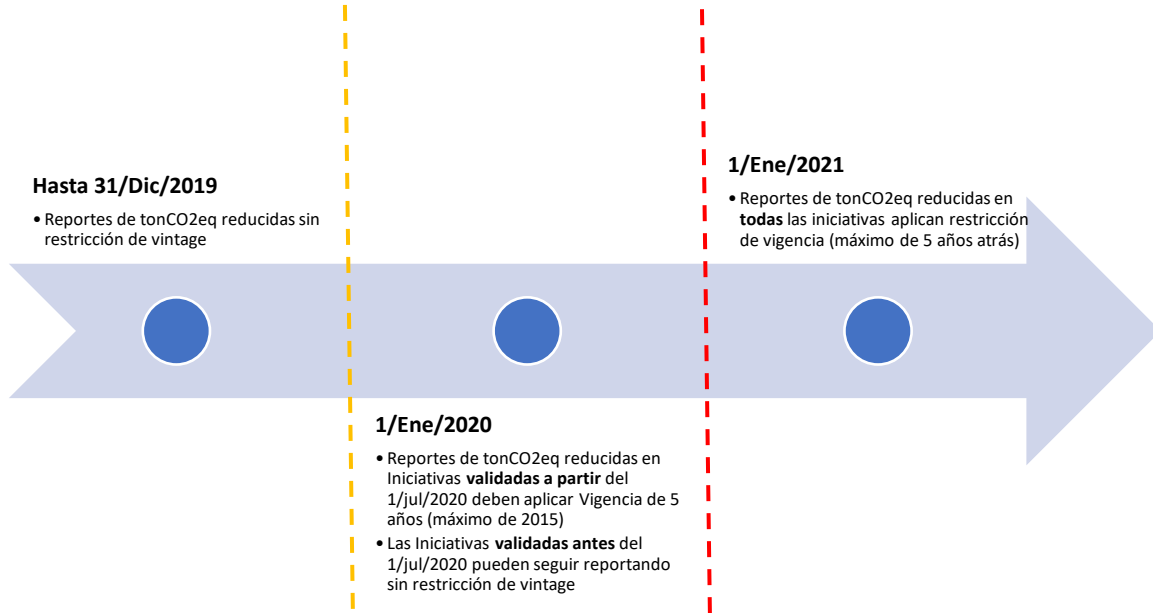 Hasta 31/Dic/2019
• Reportes de tonCO2eq reducidas sin
restricción de vintage
1/Ene/2020
• Reportes de tonCO2eq reducidas en
Iniciativas validadas a partir del
1/jul/2020 deben aplicar Vigencia de 5
años (máximo de 2015)
• Las Iniciativas validadas antes del
1/jul/2020 pueden seguir reportando
sin restricción de vintage
1/Ene/2021
• Reportes de tonCO2eq reducidas en
todas las iniciativas aplican restricción
de vigencia (máximo de 5 años atrás)